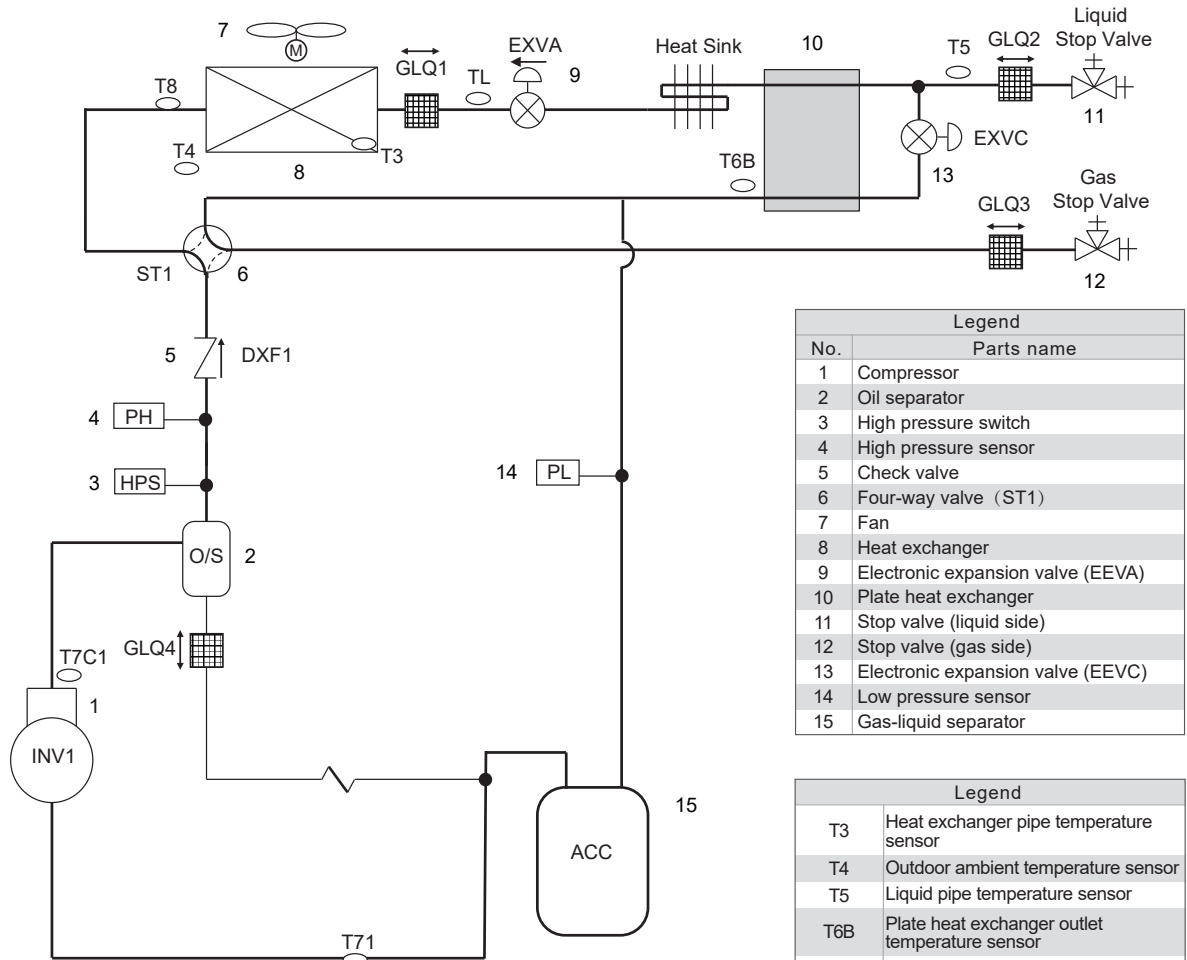 7
M
T8
GLQ1
TL
EXVA
9
Heat Sink
10
T5
GLQ2
Liquid
Stop Valve
11
T4
T3
8
T6B
EXVC
13
Gas
Stop Valve
GLQ3
12
ST1
6
5
DXF1
4
PH
3
HPS
14
PL
O/S
2
GLQ4
T7C1
1
INV1
15
ACC
T71
Legend
No. Parts name
1 Compressor
2 Oil separator
3 High pressure switch
4 High pressure sensor
5 Check valve
6 Four-way valve（ST1）
7 Fan
8 Heat exchanger
9 Electronic expansion valve (EEVA)
10 Plate heat exchanger
11 Stop valve (liquid side)
12 Stop valve (gas side)
13 Electronic expansion valve (EEVC)
14 Low pressure sensor
15 Gas-liquid separator
Legend
T3 Heat exchanger pipe temperature
sensor
T4 Outdoor ambient temperature sensor
T5 Liquid pipe temperature sensor
T6B Plate heat exchanger outlet
temperature sensor